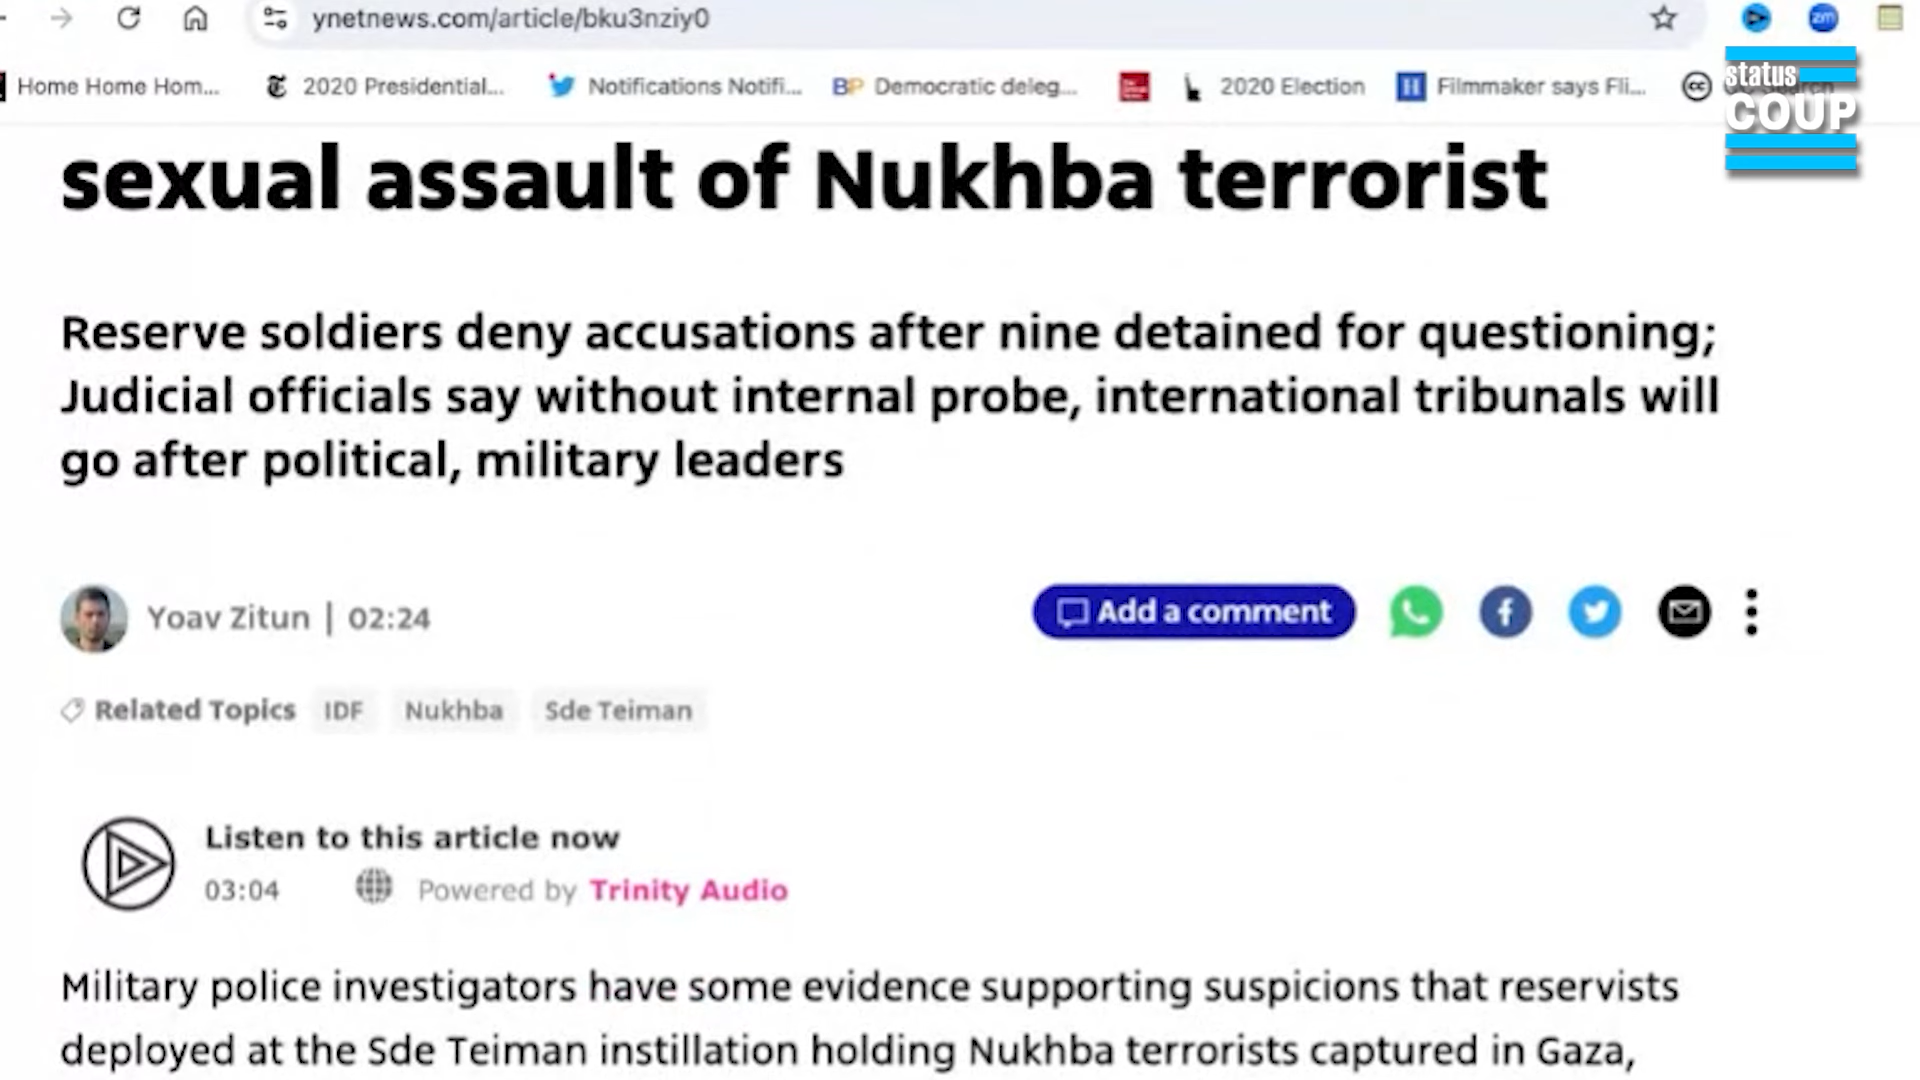 ynetnews.com/article/bku3nziy0
zm
Home Home Hom...
2020 Presidential...
Notifications Notifi...
BP Democratic deleg...
2020 Election
H Filmmaker says Fli...
cc
status
COUP
sexual assault of Nukhba terrorist
Reserve soldiers deny accusations after nine detained for questioning;
Judicial officials say without internal probe, international tribunals will
go after political, military leaders
Yoav Zitun | 02:24
Add a comment
Related Topics IDF Nukhba Sde Teiman
Listen to this article now
03:04 Powered by Trinity Audio
Military police investigators have some evidence supporting suspicions that reservists
deployed at the Sde Teiman instillation holding Nukhba terrorists captured in Gaza,